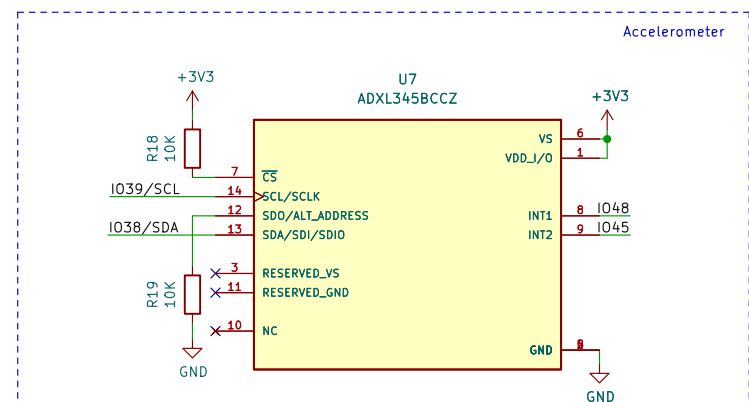 Accelerometer
+3V3
U7
ADXL345BCCZ
+3V3
R18
10K
7
CS
IO39/SCL
14
SCL/SCLK
12
SDO/ALT_ADDRESS
IO38/SDA
13
SDA/SDI/SDIO
VS
6
VDD_I/O
1
INT1
8
IO48
INT2
9
IO45
3
RESERVED_VS
11
RESERVED_GND
R19
10K
10
NC
GND
GND
GND